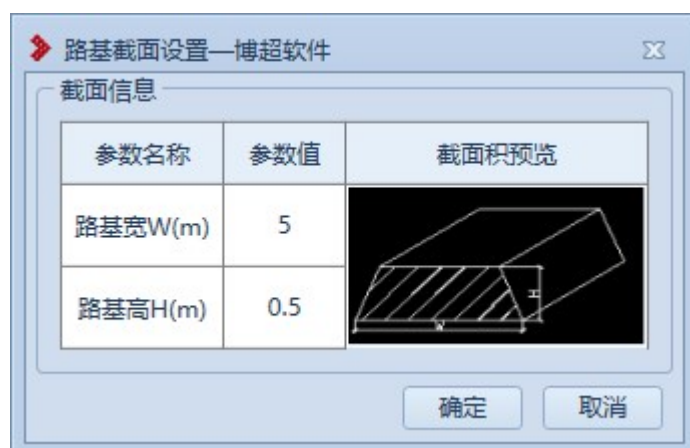 路基截面设置—博超软件
截面信息
参数名称 参数值 截面积预览
路基宽W(m) 5
路基高H(m) 0.5
H
W
确定 取消